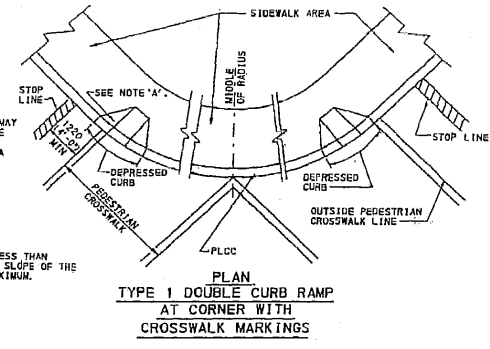 SIDEWALK AREA
MIDDLE
OF RADIUS
STOP
LINE
SEE NOTE 'A'.
WAY
1220
(4'-0")
MIN
STOP LINE
DEPRESSED
CURB
DEPRESSED
CURB
PEDESTRIAN
CROSSWALK
OUTSIDE PEDESTRIAN
CROSSWALK LINE
PLCC
ESS THAN
SLOPE OF THE
XIMUM.
PLAN
TYPE 1 DOUBLE CURB RAMP
AT CORNER WITH
CROSSWALK MARKINGS